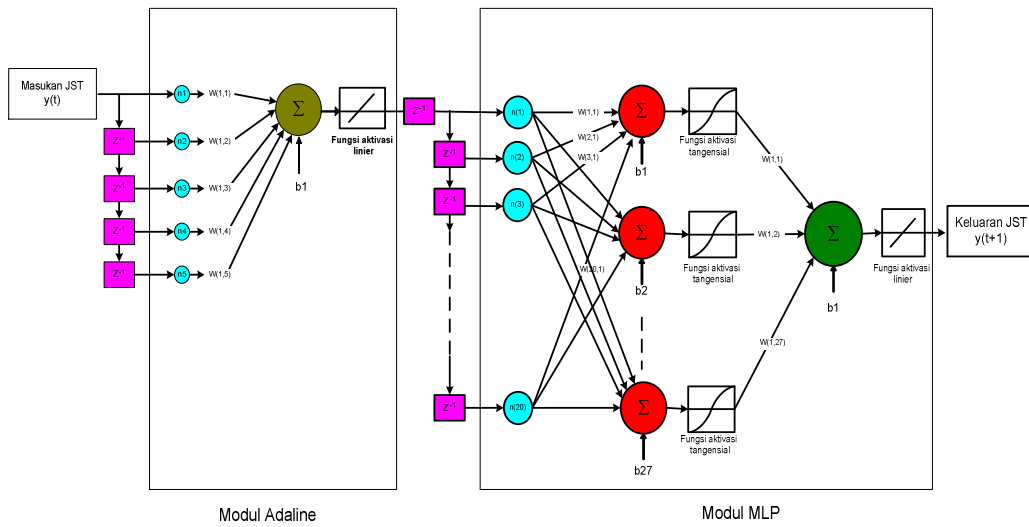 Masukan JST
y(t)
Z-1
Z-1
Z-1
Z-1
n1
n2
n3
n4
n5
W(1,1)
W(1,2)
W(1,3)
W(1,4)
W(1,5)
Σ
b1
Fungsi aktivasi
linier
Modul Adaline
Z-1
Z-1
Z-1
Z-1
n(1)
n(2)
n(3)
n(20)
W(1,1)
W(2,1)
W(3,1)
W(20,1)
Σ
b1
Σ
b2
Σ
b27
Fungsi aktivasi
tangensial
Fungsi aktivasi
tangensial
Fungsi aktivasi
tangensial
W(1,1)
W(1,2)
W(1,27)
Σ
b1
Fungsi aktivasi
linier
Keluaran JST
y(t+1)
Modul MLP